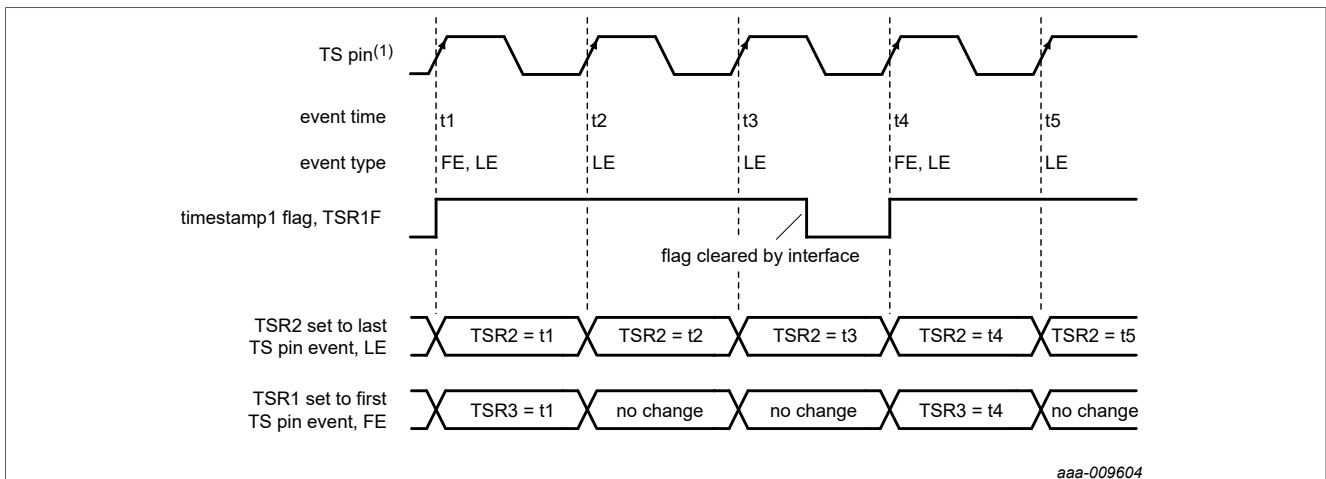 TS pin(1)
event time t1 t2 t3 t4 t5
event type FE, LE LE LE FE, LE LE
timestamp1 flag, TSR1F
flag cleared by interface
TSR2 set to last
TS pin event, LE
TSR2 = t1 TSR2 = t2 TSR2 = t3 TSR2 = t4 TSR2 = t5
TSR1 set to first
TS pin event, FE
TSR3 = t1 no change no change TSR3 = t4 no change
aaa-009604